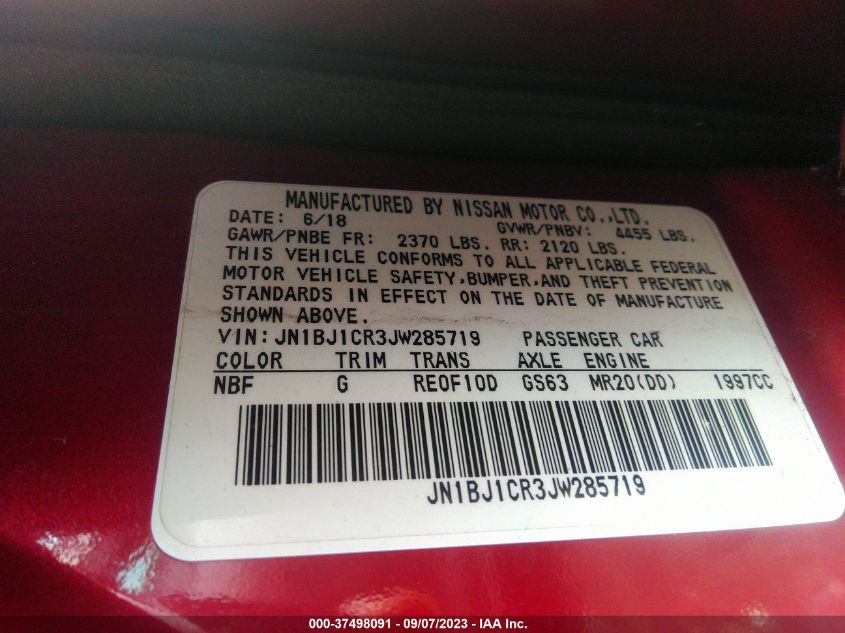 MANUFACTURED BY NISSAN MOTOR CO.,LTD.
DATE: 6/18 GVWR/PNBV: 4455 LBS.
GAWR/PNBE FR: 2370 LBS. RR: 2120 LBS.
THIS VEHICLE CONFORMS TO ALL APPLICABLE FEDERAL
MOTOR VEHICLE SAFETY,BUMPER,AND THEFT PREVENTION
STANDARDS IN EFFECT ON THE DATE OF MANUFACTURE
SHOWN ABOVE.
VIN:JN1BJ1CR3JW285719 PASSENGER CAR
COLOR TRIM TRANS AXLE ENGINE
NBF G RE0F10D GS63 MR20(DD) 1997CC
JN1BJ1CR3JW285719
000-37498091 - 09/07/2023 - IAA Inc.